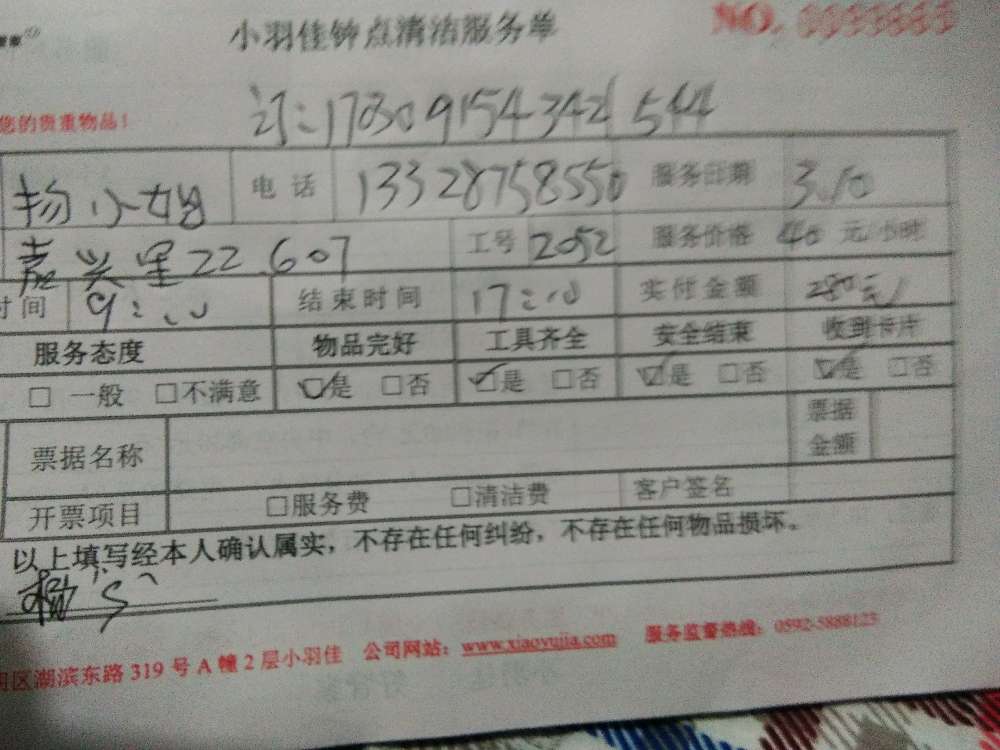 小羽佳钟点清洁服务单 NO.
您的贵重物品！
订:17309154342 544
杨小姐 电话 13328758550 服务日期 3.10
嘉兴里22.607 工号 2052 服务价格 40 元/小时
时间 9:00 结束时间 17:00 实付金额 280元
服务态度 物品完好 工具齐全 安全结束 收到卡片
□ 一般 □不满意 ☑是 □否 ☑是 □否 ☑是 □否 ☑是 □否
票据名称 票据金额
开票项目 □服务费 □清洁费 客户签名
以上填写经本人确认属实，不存在任何纠纷，不存在任何物品损坏。
明区湖滨东路 319 号 A 幢 2 层小羽佳 公司网站：www.xiaoyujia.com 服务监督热线：0592-5888123